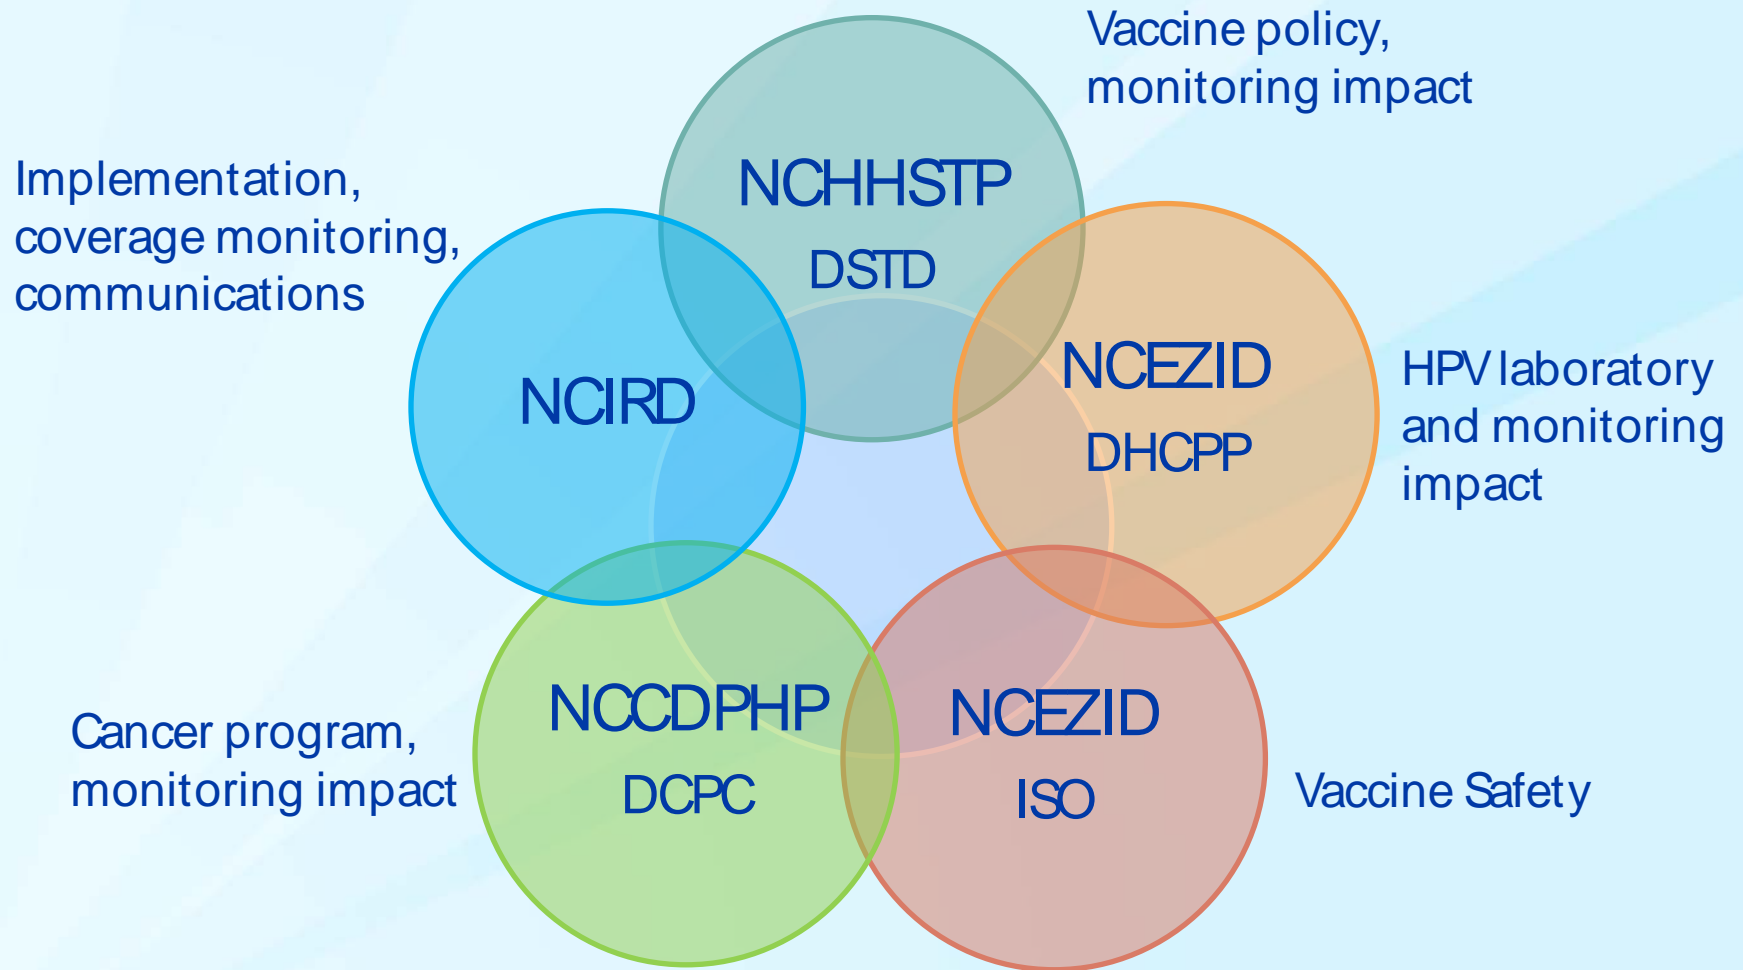 Vaccine policy,
monitoring impact
NCHHSTP
DSTD
Implementation,
coverage monitoring,
communications
NCIRD
NCEZID
DHCPP
HPV laboratory
and monitoring
impact
NCCDPHP
DCPC
Cancer program,
monitoring impact
NCEZID
ISO
Vaccine Safety